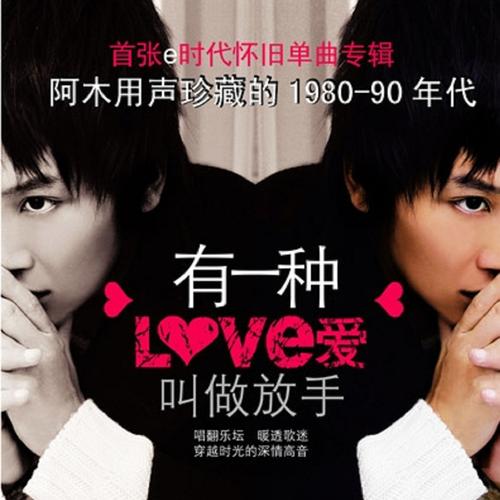 首张e时代怀旧单曲专辑
阿木用声珍藏的 1980-90 年代
有一种
Love爱
叫做放手
唱翻乐坛 暖透歌迷
穿越时光的深情高音